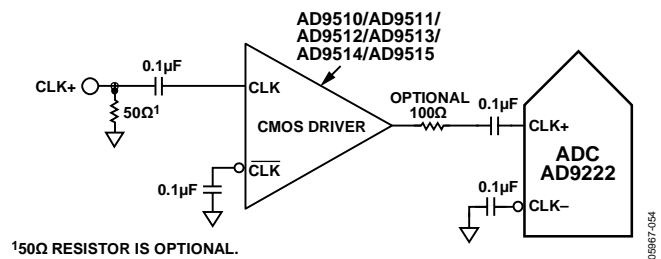 AD9510/AD9511/
AD9512/AD9513/
AD9514/AD9515
CLK+
0.1µF
50Ω1
CLK
CMOS DRIVER
CLK
0.1µF
OPTIONAL
100Ω
0.1µF
CLK+
ADC
AD9222
0.1µF
CLK–
150Ω RESISTOR IS OPTIONAL.
05967-054